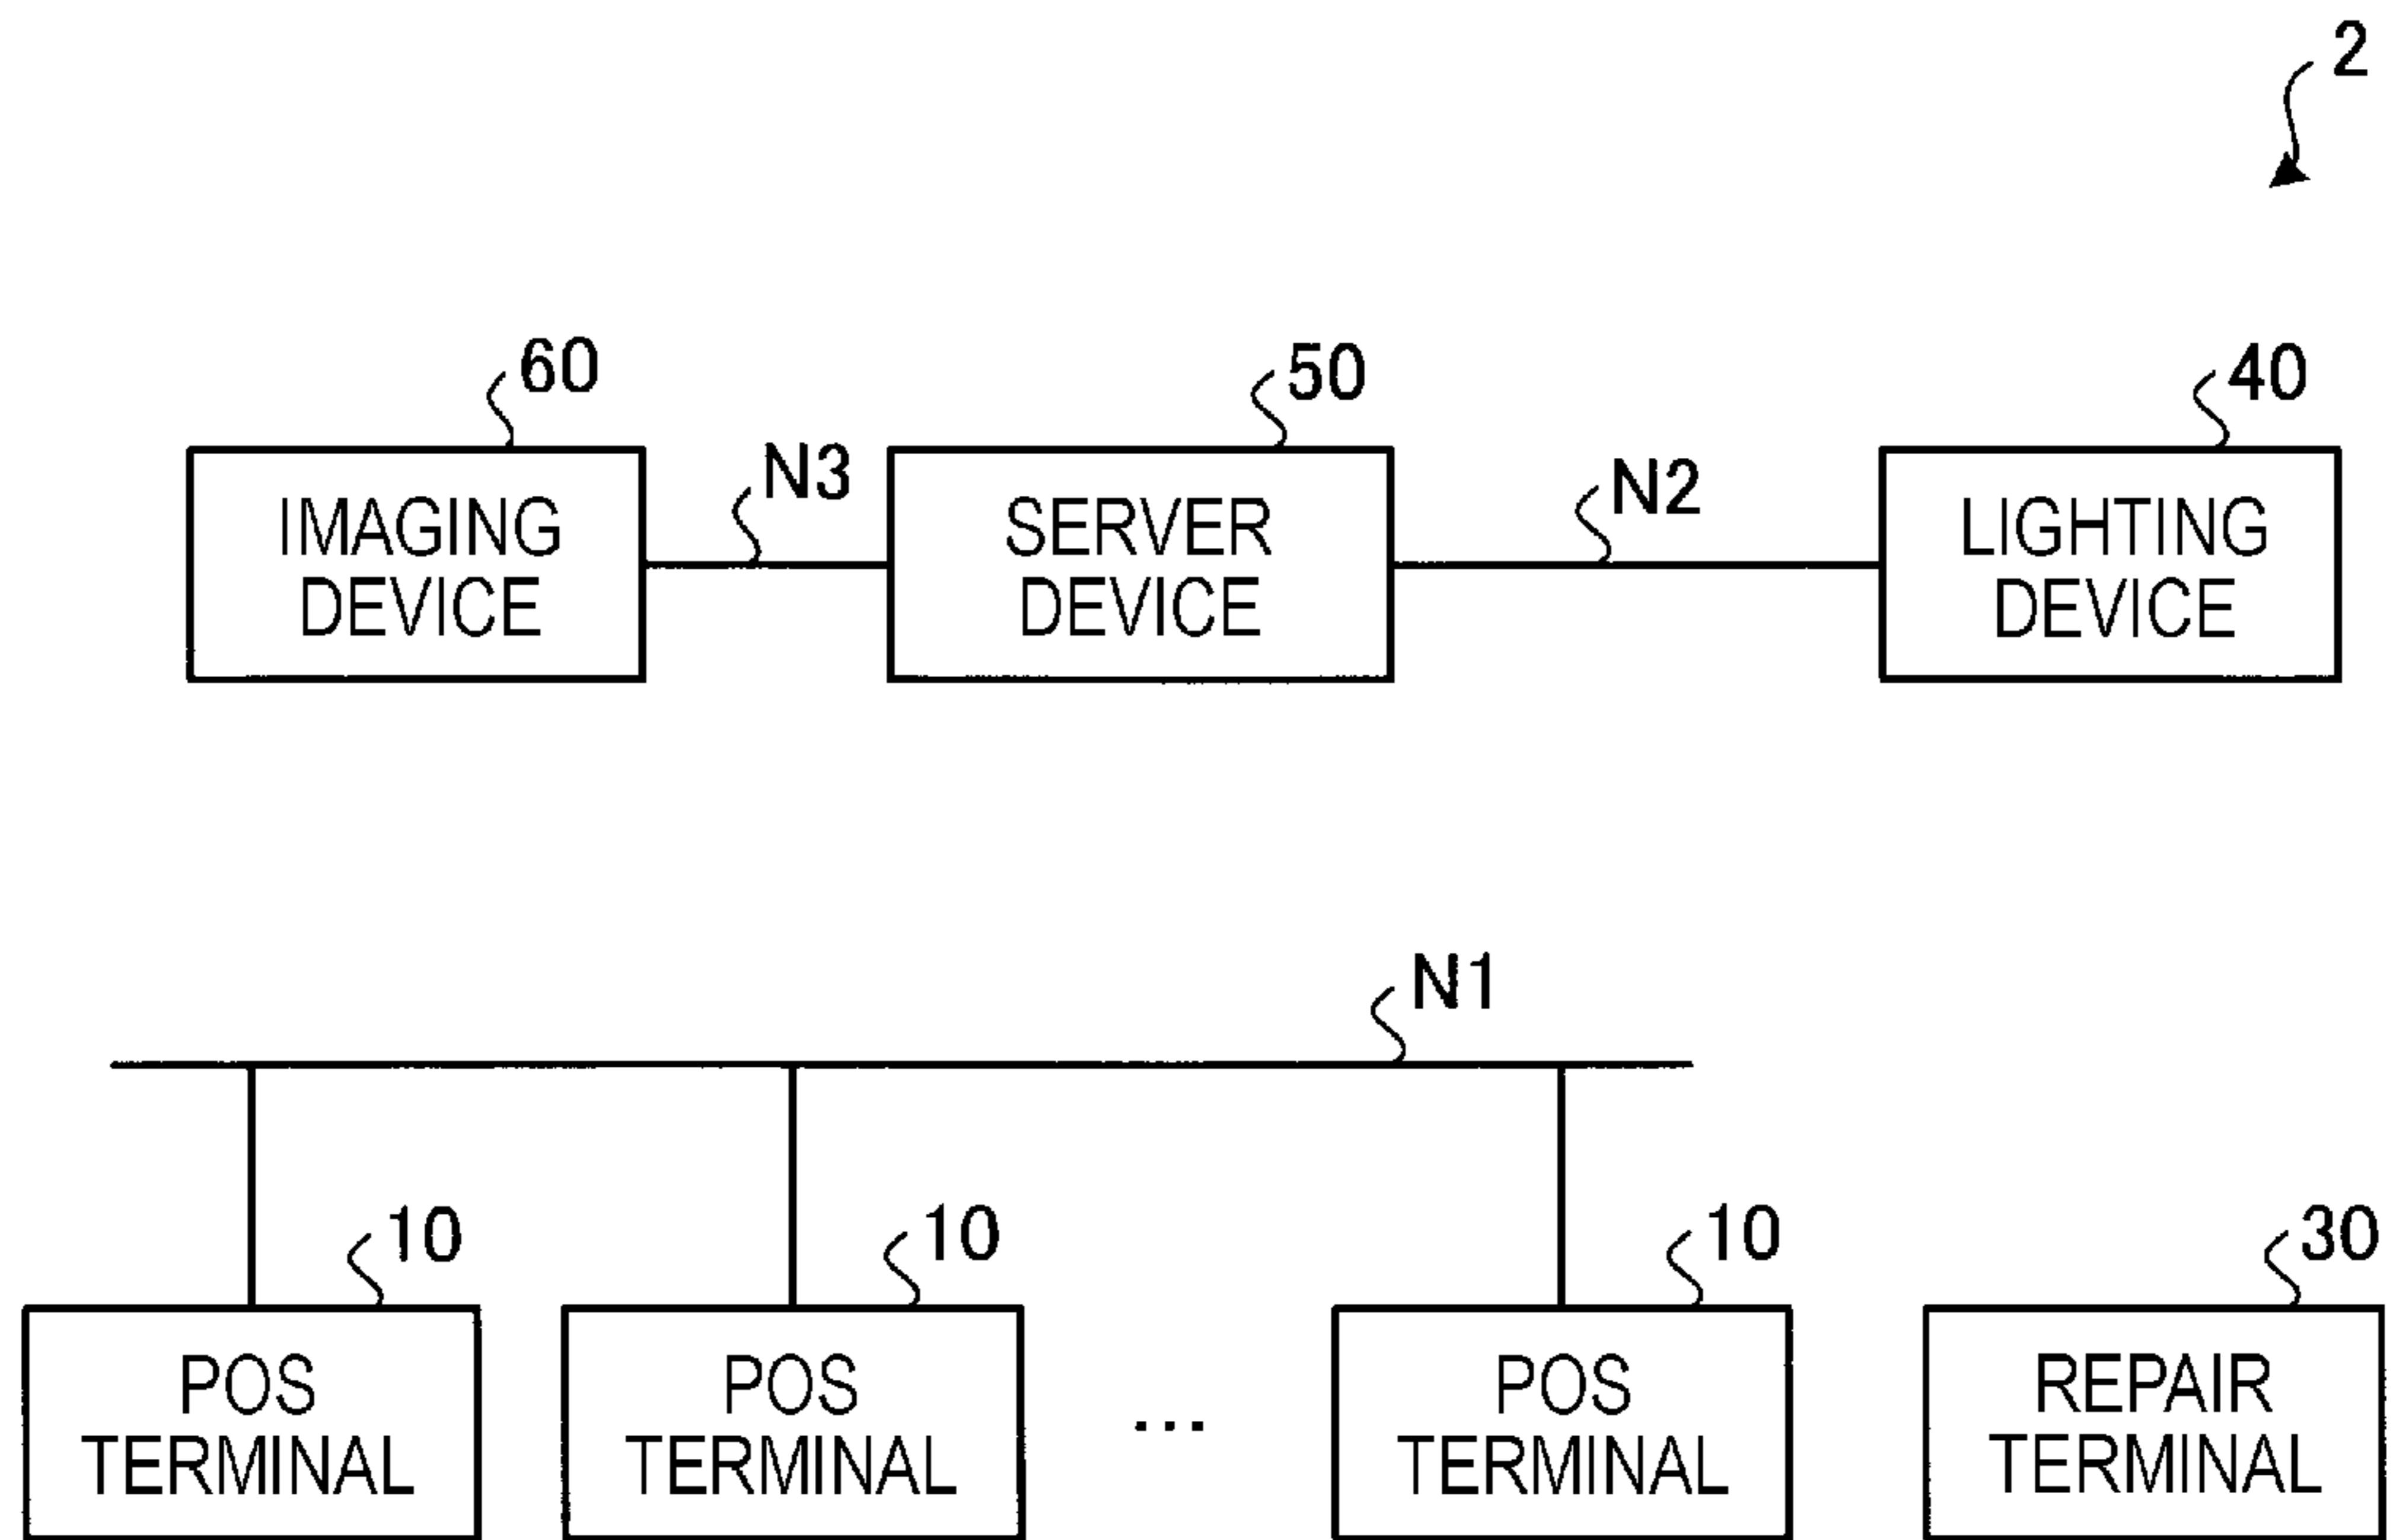 2
60
50
40
N3
N2
IMAGING
DEVICE
SERVER
DEVICE
LIGHTING
DEVICE
N1
10
10
10
30
POS
TERMINAL
POS
TERMINAL
...
POS
TERMINAL
REPAIR
TERMINAL